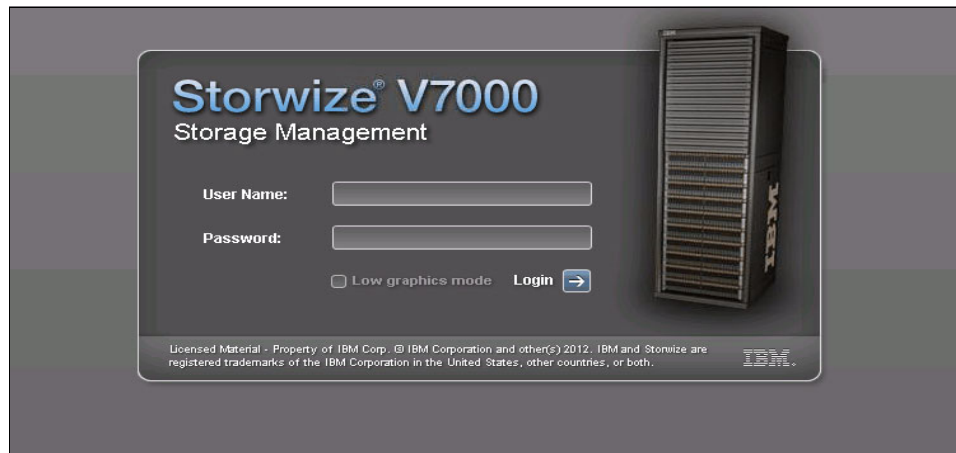 Storwize® V7000
Storage Management
User Name:
Password:
Low graphics mode Login
Licensed Material - Property of IBM Corp. © IBM Corporation and other(s) 2012. IBM and Storwize are
registered trademarks of the IBM Corporation in the United States, other countries, or both.
IBM.
IBM
IBM